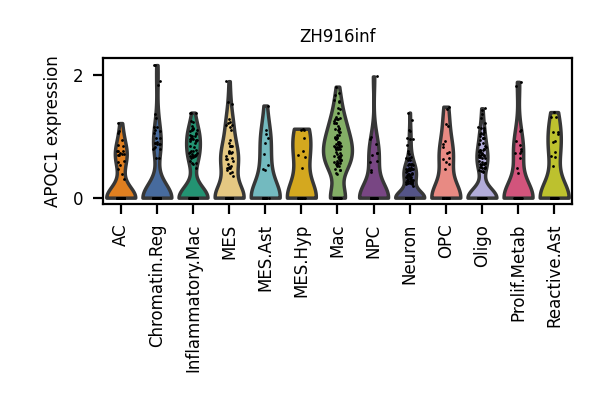 ZH916inf
APOC1 expression
2
0
AC
Chromatin.Reg
Inflammatory.Mac
MES
MES.Ast
MES.Hyp
Mac
NPC
Neuron
OPC
Oligo
Prolif.Metab
Reactive.Ast